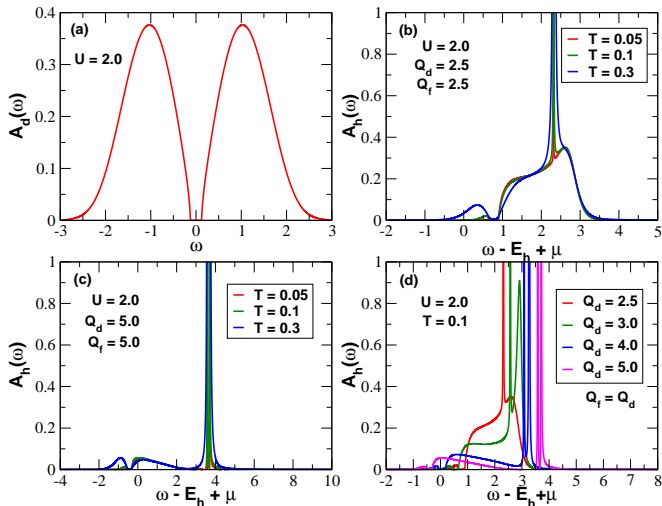 (a)
U = 2.0
A_d(ω)
0.4
0.3
0.2
0.1
0
-3 -2 -1 0 1 2 3
ω
(b)
U = 2.0
Q_d = 2.5
Q_f = 2.5
T = 0.05
T = 0.1
T = 0.3
A_h(ω)
1
0.8
0.6
0.4
0.2
0
-2 -1 0 1 2 3 4 5
ω - E_h + μ
(c)
U = 2.0
Q_d = 5.0
Q_f = 5.0
T = 0.05
T = 0.1
T = 0.3
A_h(ω)
1
0.8
0.6
0.4
0.2
0
-4 -2 0 2 4 6 8 10
ω - E_h + μ
(d)
U = 2.0
T = 0.1
Q_d = 2.5
Q_d = 3.0
Q_d = 4.0
Q_d = 5.0
Q_f = Q_d
A_h(ω)
1
0.8
0.6
0.4
0.2
0
-2 -1 0 1 2 3 4 5 6 7 8
ω - E_h+μ